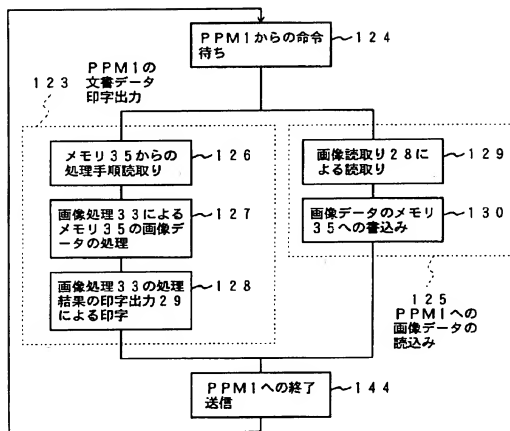 PPM1からの命令
待ち
124
123
PPM1の
文書データ
印字出力
メモリ35からの
処理手順読取り
126
画像処理33による
メモリ35の画像デ
ータの処理
127
画像処理33の処理
結果の印字出力29
による印字
128
画像読取り28によ
る読取り
129
画像データのメモリ
35への書込み
130
125
PPM1への
画像データの
読込み
PPM1への終了
送信
144